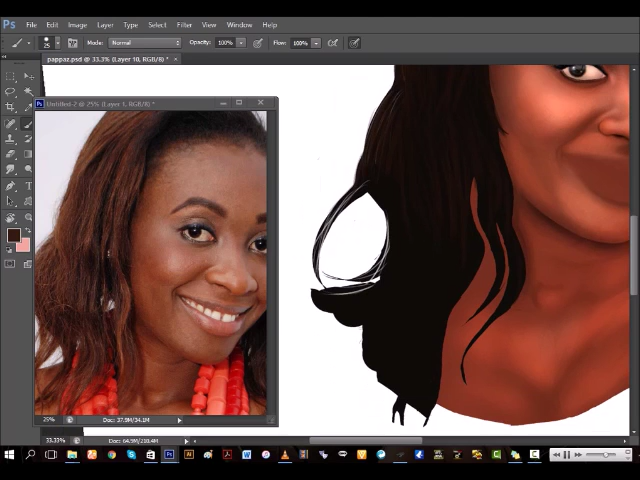 Ps File Edit Image Layer Type Select Filter View Window Help
25 Mode: Normal Opacity: 100% Flow: 100%
pappaz.psd @ 33.3% (Layer 10, RGB/8) * ×
Untitled-2 @ 25% (Layer 1, RGB/8) *
25% Doc: 37.9M/34.1M
33.33% Doc: 64.9M/210.4M